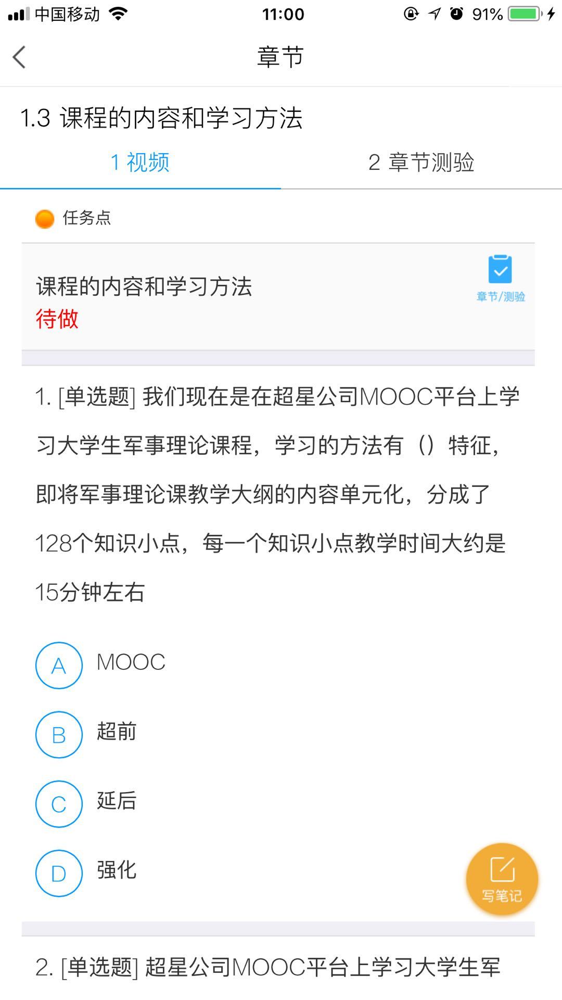 中国移动
11:00
91%
章节
1.3 课程的内容和学习方法
1 视频
2 章节测验
任务点
课程的内容和学习方法
章节/测验
待做
1. [单选题] 我们现在是在超星公司MOOC平台上学
习大学生军事理论课程，学习的方法有（）特征，
即将军事理论课教学大纲的内容单元化，分成了
128个知识小点，每一个知识小点教学时间大约是
15分钟左右
A MOOC
B 超前
C 延后
D 强化
写笔记
2. [单选题] 超星公司MOOC平台上学习大学生军